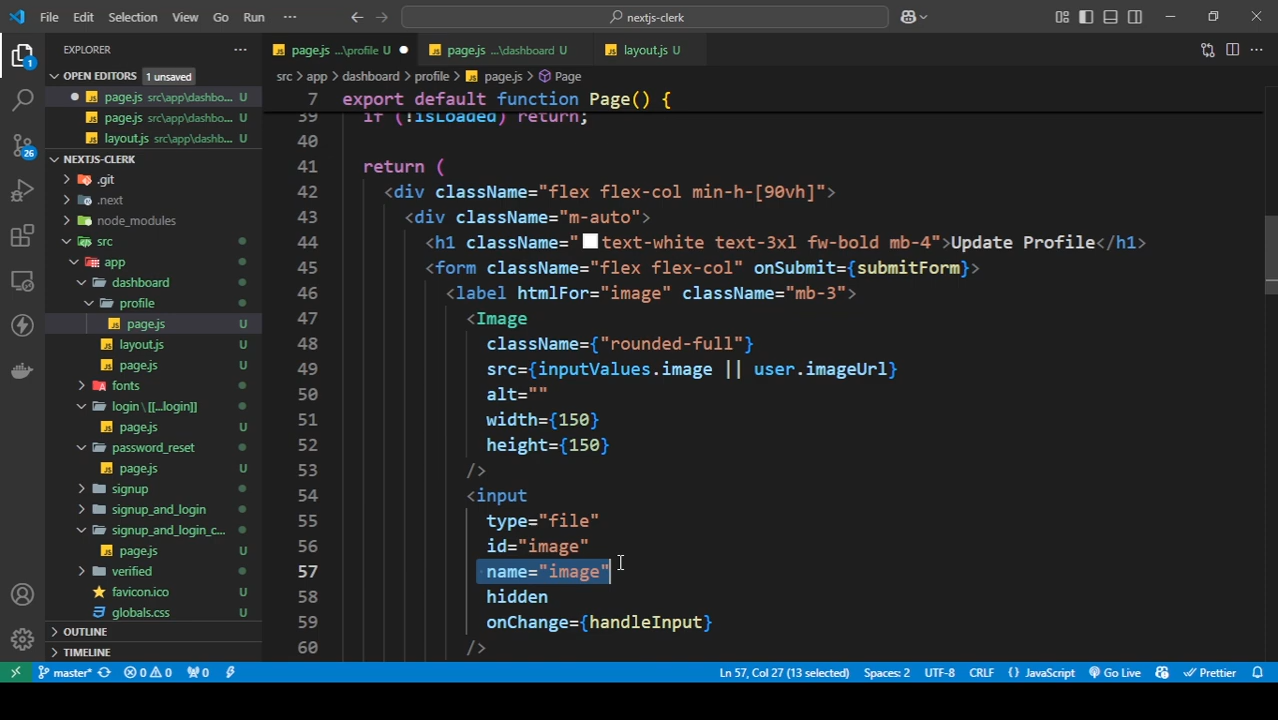 File Edit Selection View Go Run ··· nextjs-clerk
EXPLORER ···
page.js ...\profile U page.js ...\dashboard U layout.js U
OPEN EDITORS 1 unsaved
page.js src\app\dashbo... U
page.js src\app\dashbo... U
layout.js src\app\dashb... U
NEXTJS-CLERK
.git
.next
node_modules
src
app
dashboard
profile
page.js U
layout.js U
page.js U
fonts
login \ [[...login]]
page.js U
password_reset
page.js U
signup
signup_and_login
signup_and_login_c...
page.js U
verified
favicon.ico U
globals.css U
OUTLINE
TIMELINE
1
26
src > app > dashboard > profile > page.js > Page
7 export default function Page() {
39 if (!isLoaded) return;
40
41 return (
42 <div className="flex flex-col min-h-[90vh]">
43 <div className="m-auto">
44 <h1 className="text-white text-3xl fw-bold mb-4">Update Profile</h1>
45 <form className="flex flex-col" onSubmit={submitForm}>
46 <label htmlFor="image" className="mb-3">
47 <Image
48 className={"rounded-full"}
49 src={inputValues.image || user.imageUrl}
50 alt=""
51 width={150}
52 height={150}
53 />
54 <input
55 type="file"
56 id="image"
57 name="image"
58 hidden
59 onChange={handleInput}
60 />
master* 0 0 0 Ln 57, Col 27 (13 selected) Spaces: 2 UTF-8 CRLF {} JavaScript Go Live Prettier